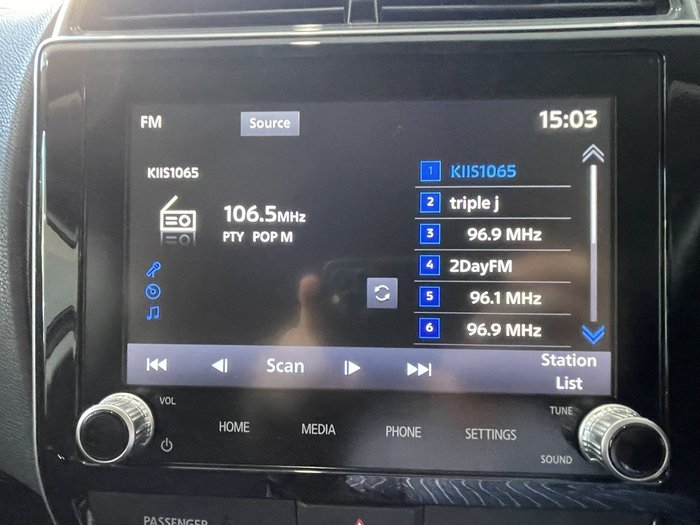 FM
Source
15:03
KIIS1065
106.5MHz
PTY POP M
1 KIIS1065
2 triple j
3 96.9 MHz
4 2DayFM
5 96.1 MHz
6 96.9 MHz
Scan
Station
List
VOL
HOME
MEDIA
PHONE
SETTINGS
TUNE
SOUND
PASSENGER